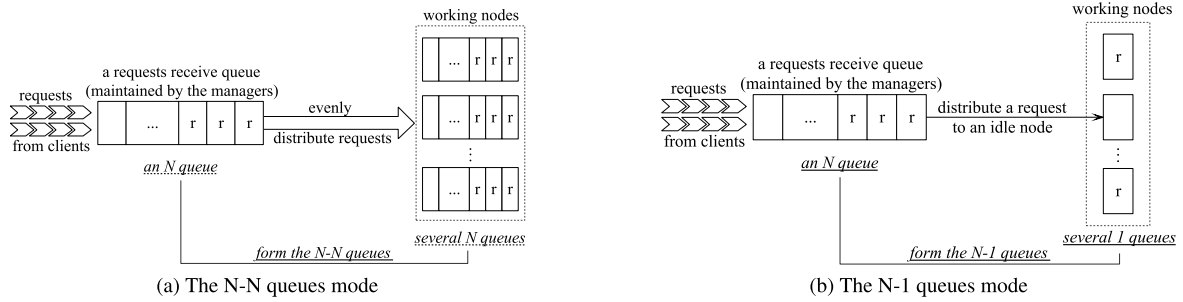 working nodes
a requests receive queue
(maintained by the managers)
requests
from clients
... r r r
evenly
distribute requests
... r r r
... r r r
⋮
... r r r
an N queue
several N queues
form the N-N queues
(a) The N-N queues mode
working nodes
a requests receive queue
(maintained by the managers)
requests
from clients
... r r r
distribute a request
to an idle node
r
⋮
r
an N queue
several 1 queues
form the N-1 queues
(b) The N-1 queues mode